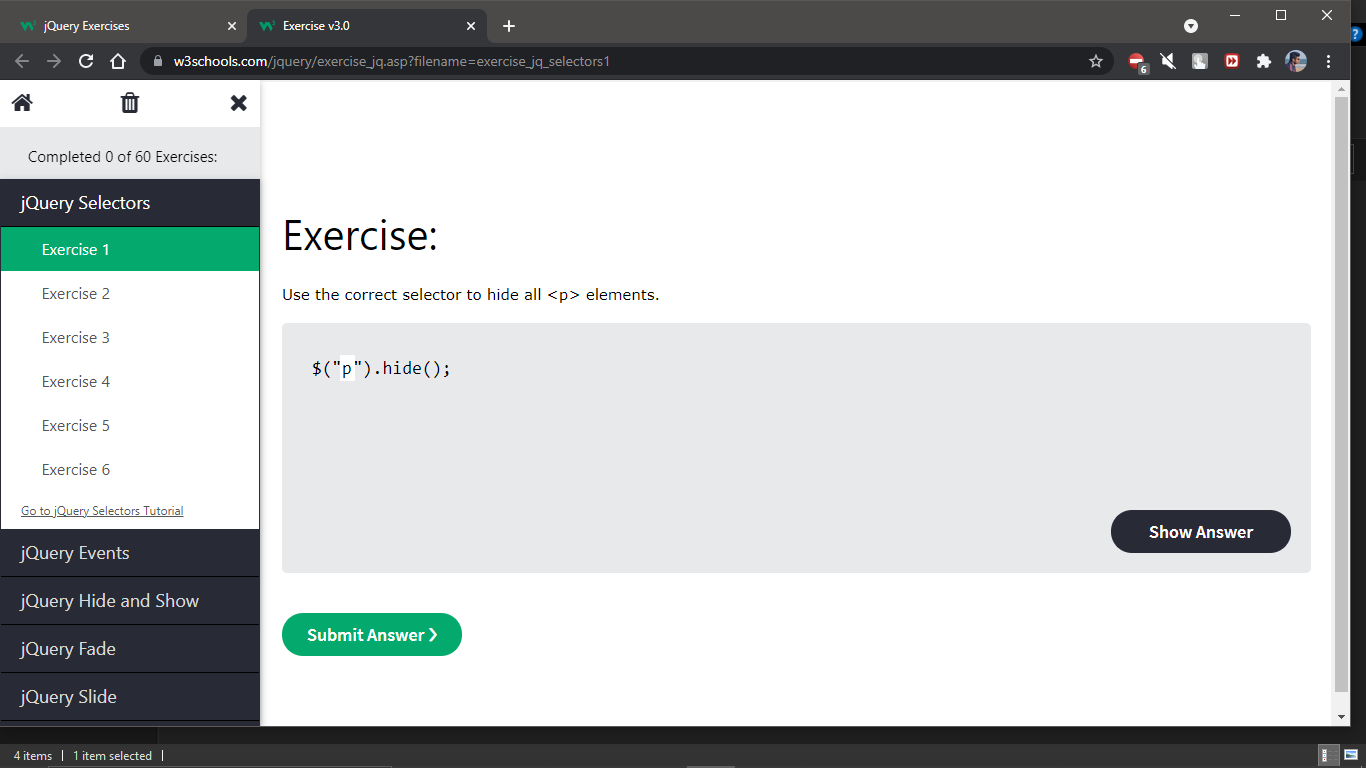 jQuery Exercises
Exercise v3.0
w3schools.com/jquery/exercise_jq.asp?filename=exercise_jq_selectors1
6
Completed 0 of 60 Exercises:
jQuery Selectors
Exercise 1
Exercise 2
Exercise 3
Exercise 4
Exercise 5
Exercise 6
Go to jQuery Selectors Tutorial
jQuery Events
jQuery Hide and Show
jQuery Fade
jQuery Slide
Exercise:
Use the correct selector to hide all <p> elements.
$("p").hide();
Show Answer
Submit Answer ❯
4 items
1 item selected